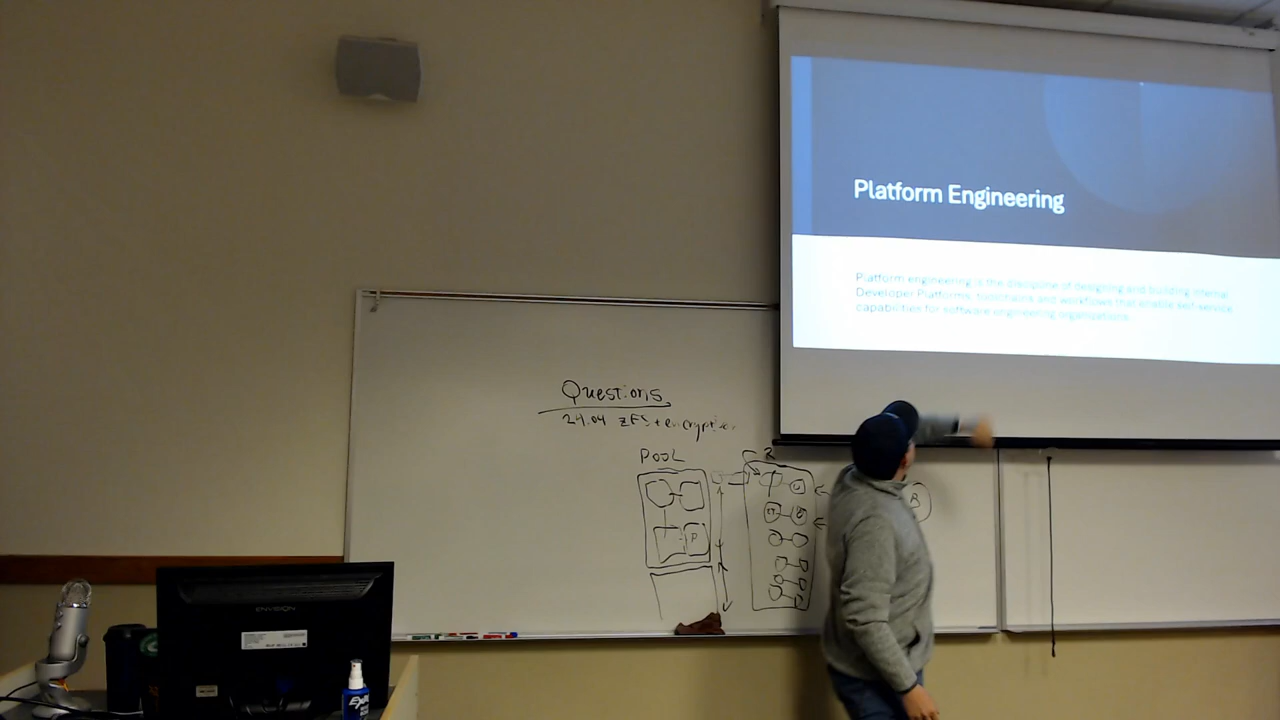 Platform Engineering
Platform engineering is the discipline of designing and building Internal
Developer Platforms, toolchains and workflows that enable self-service
capabilities for software engineering organizations.
Questions
24.04 ZFS + encryption
POOL
R
P
B
ENVISION